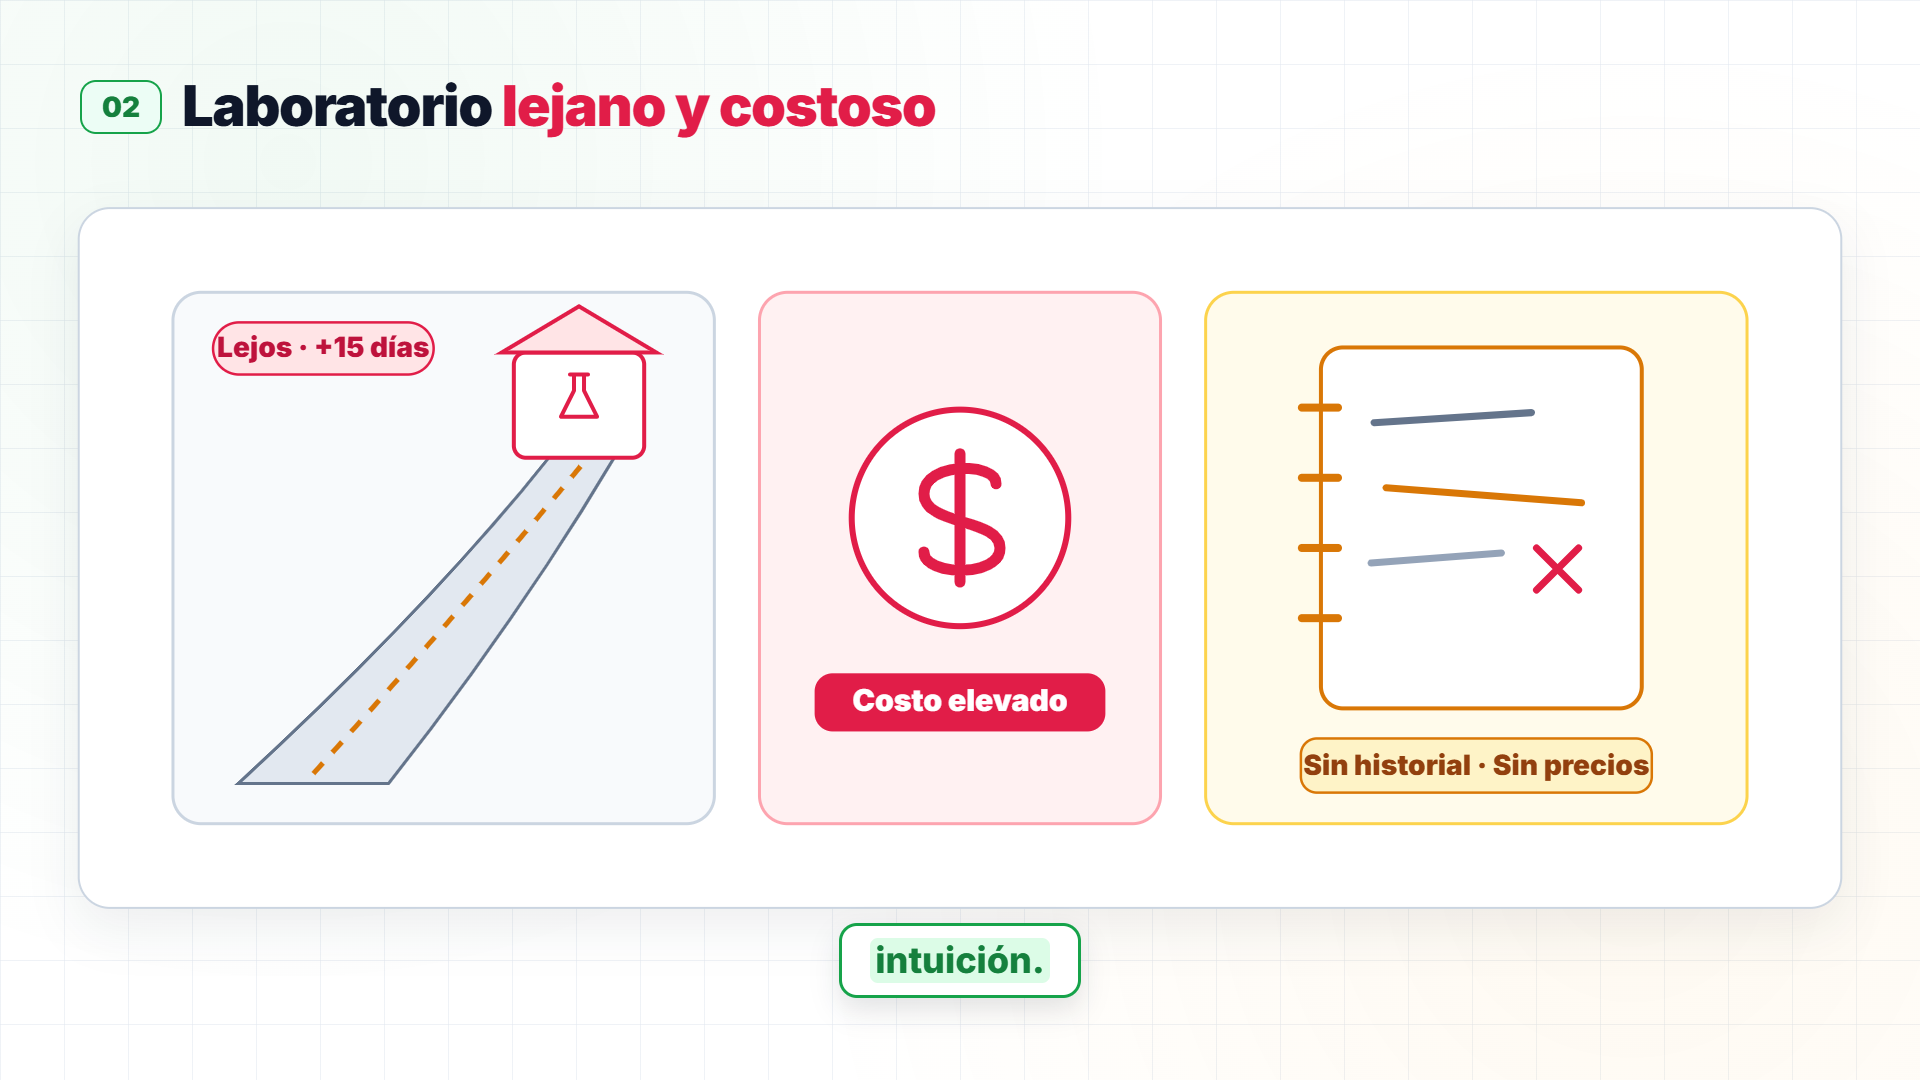 02
Laboratorio lejano y costoso
Lejos · +15 días
Costo elevado
Sin historial · Sin precios
intuición.